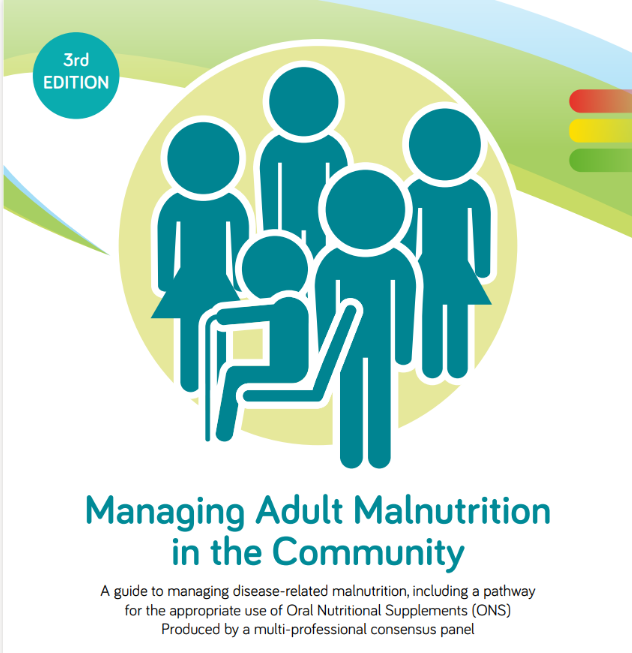 3rd
EDITION
Managing Adult Malnutrition
in the Community
A guide to managing disease-related malnutrition, including a pathway
for the appropriate use of Oral Nutritional Supplements (ONS)
Produced by a multi-professional consensus panel